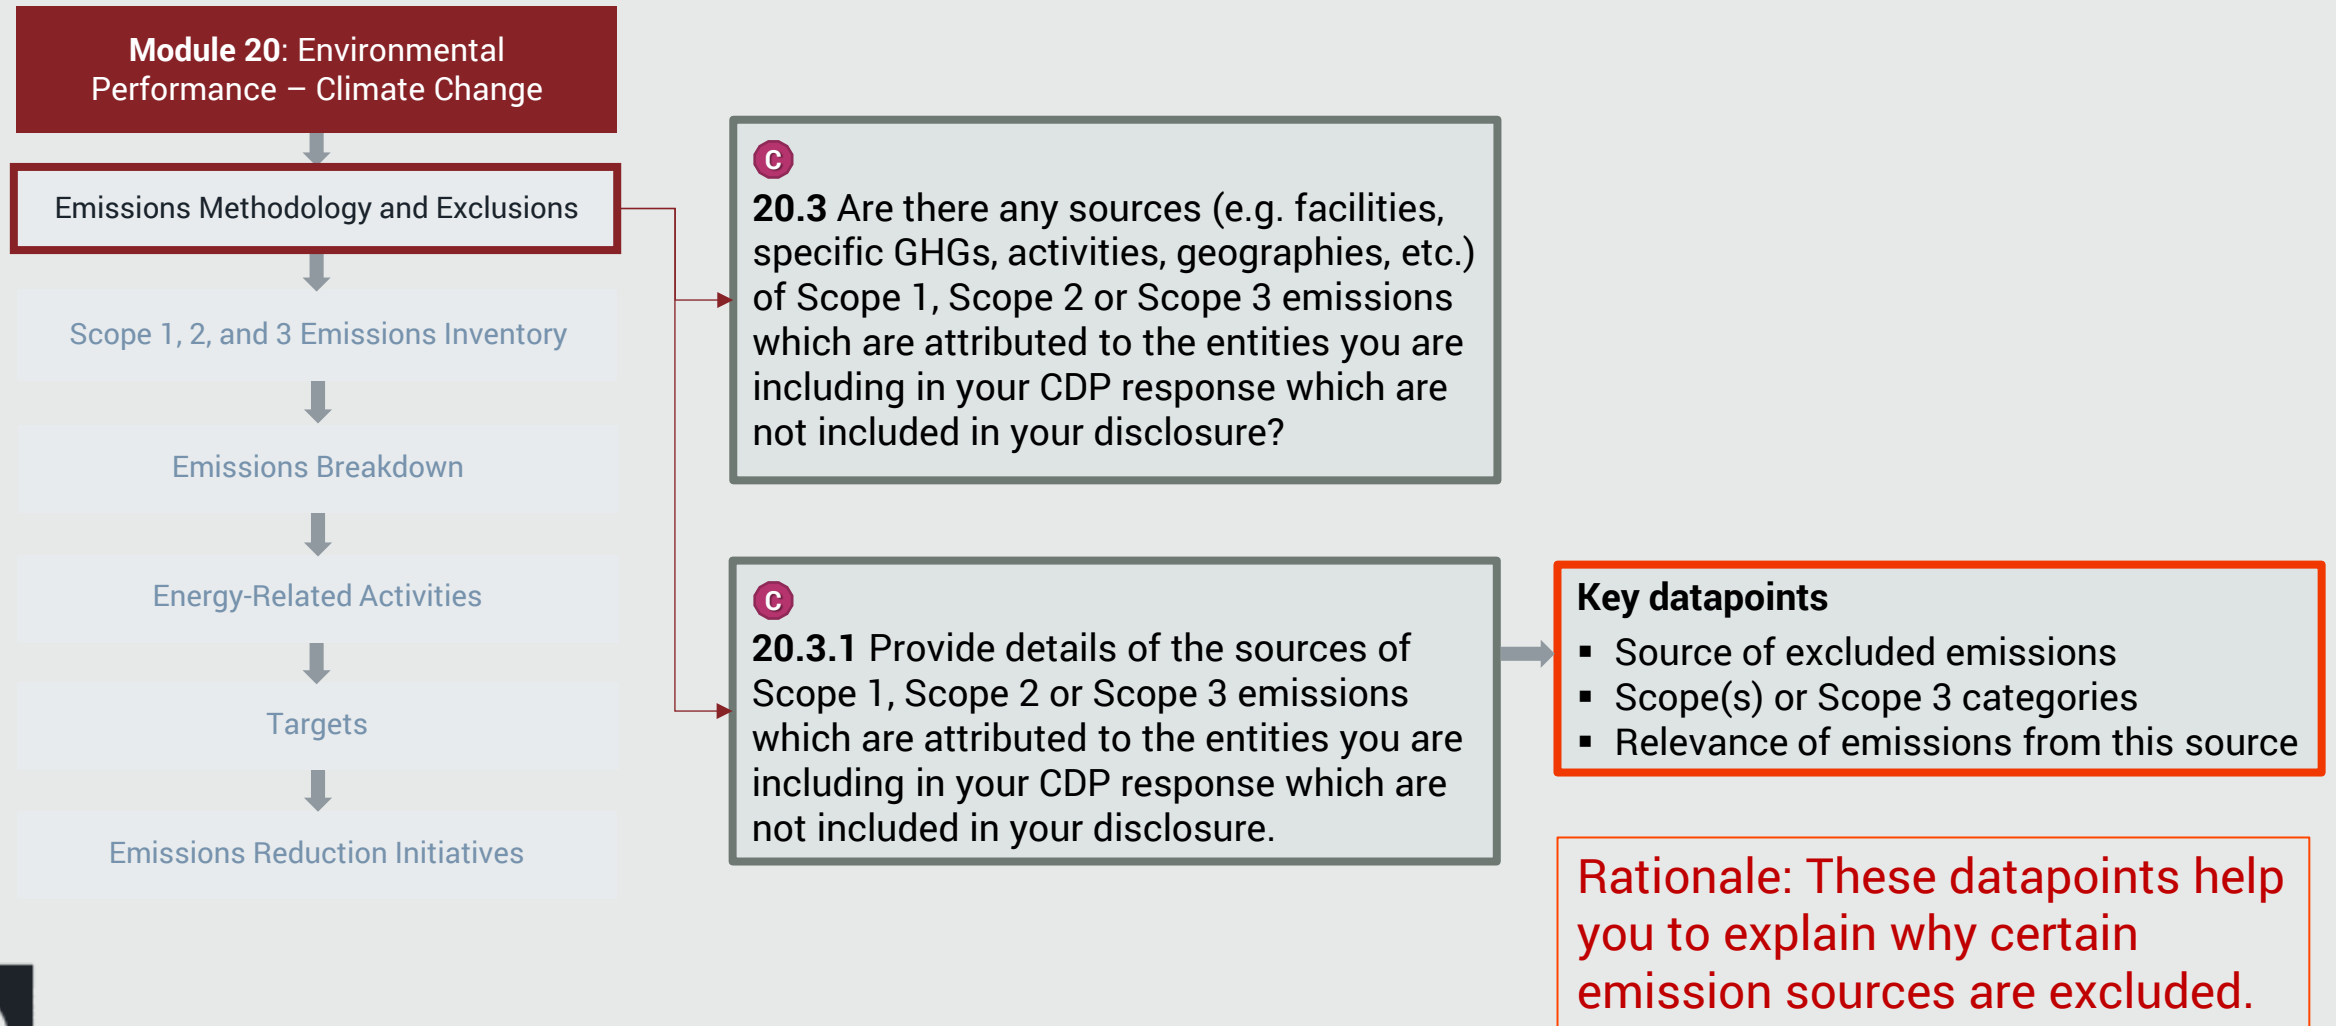 Module 20: Environmental
Performance – Climate Change
Emissions Methodology and Exclusions
Scope 1, 2, and 3 Emissions Inventory
Emissions Breakdown
Energy-Related Activities
Targets
Emissions Reduction Initiatives
C
20.3 Are there any sources (e.g. facilities,
specific GHGs, activities, geographies, etc.)
of Scope 1, Scope 2 or Scope 3 emissions
which are attributed to the entities you are
including in your CDP response which are
not included in your disclosure?
C
20.3.1 Provide details of the sources of
Scope 1, Scope 2 or Scope 3 emissions
which are attributed to the entities you are
including in your CDP response which are
not included in your disclosure.
Key datapoints
▪ Source of excluded emissions
▪ Scope(s) or Scope 3 categories
▪ Relevance of emissions from this source
Rationale: These datapoints help
you to explain why certain
emission sources are excluded.